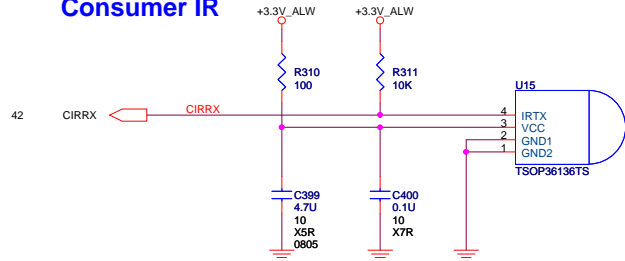 Consumer IR
+3.3V_ALW
+3.3V_ALW
R310
100
R311
10K
U15
42
CIRRX
CIRRX
4
IRTX
3
VCC
2
GND1
1
GND2
TSOP36136TS
C399
4.7U
10
X5R
0805
C400
0.1U
10
X7R